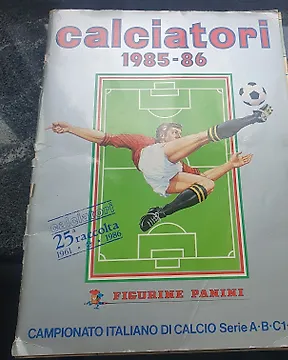 calciatori
1985-86
calciatori
25a raccolta
1961 1986
FIGURINE PANINI
CAMPIONATO ITALIANO DI CALCIO Serie A·B·C1